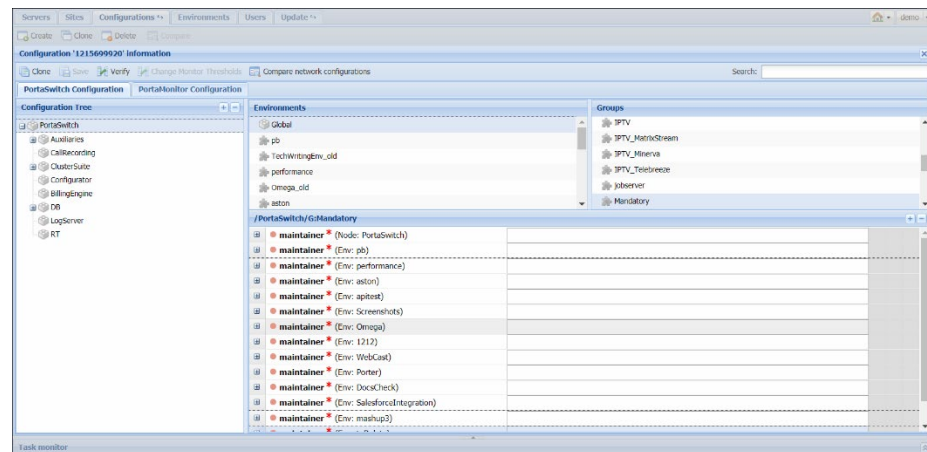 Servers Sites Configurations Environments Users Update demo
Create Clone Delete Compare
Configuration '1215699920' information
Clone Save Verify Change Monitor Thresholds Compare network configurations Search:
PortaSwitch Configuration PortaMonitor Configuration
Configuration Tree
PortaSwitch
Auxiliaries
CallRecording
ClusterSuite
Configurator
BillingEngine
DB
LogServer
RT
Environments
Global
pb
TechWritingEnv_old
performance
Omega_old
aston
Groups
IPTV
IPTV_MatrixStream
IPTV_Minerva
IPTV_Telebreeze
jobserver
Mandatory
/PortaSwitch/G:Mandatory
maintainer * (Node: PortaSwitch)
maintainer * (Env: pb)
maintainer * (Env: performance)
maintainer * (Env: aston)
maintainer * (Env: apitest)
maintainer * (Env: Screenshots)
maintainer * (Env: Omega)
maintainer * (Env: 1212)
maintainer * (Env: WebCast)
maintainer * (Env: Porter)
maintainer * (Env: DocsCheck)
maintainer * (Env: SalesforceIntegration)
maintainer * (Env: mashup3)
Task monitor